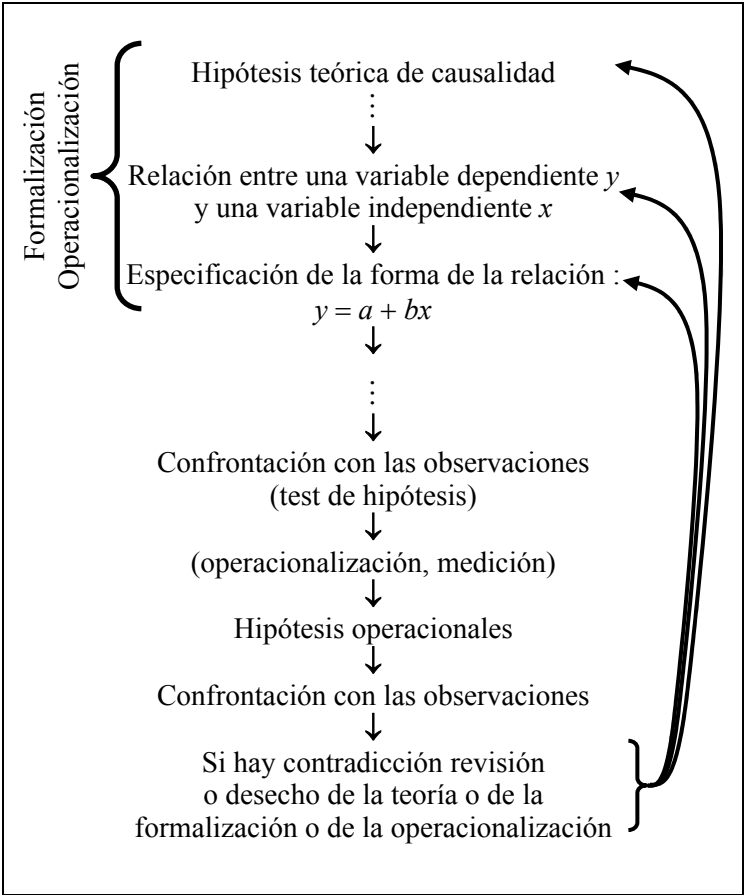 Formalización
Operacionalización
Hipótesis teórica de causalidad
Relación entre una variable dependiente y
y una variable independiente x
Especificación de la forma de la relación :
y = a + bx
Confrontación con las observaciones
(test de hipótesis)
(operacionalización, medición)
Hipótesis operacionales
Confrontación con las observaciones
Si hay contradicción revisión
o desecho de la teoría o de la
formalización o de la operacionalización